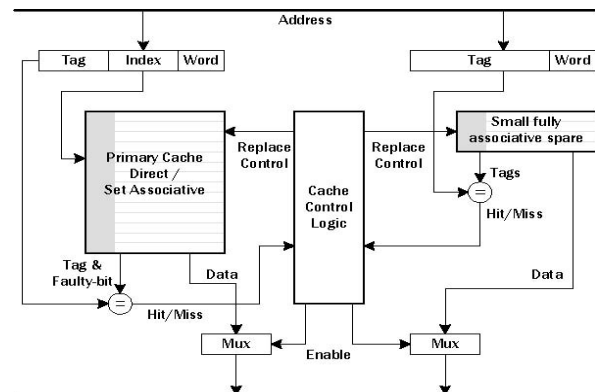 Address
Tag Index Word
Tag Word
Primary Cache
Direct /
Set Associative
Replace
Control
Cache
Control
Logic
Replace
Control
Small fully
associative spare
Tags
=
Hit/Miss
Tag &
Faulty-bit
=
Data
Hit/Miss
Data
Mux
Enable
Mux